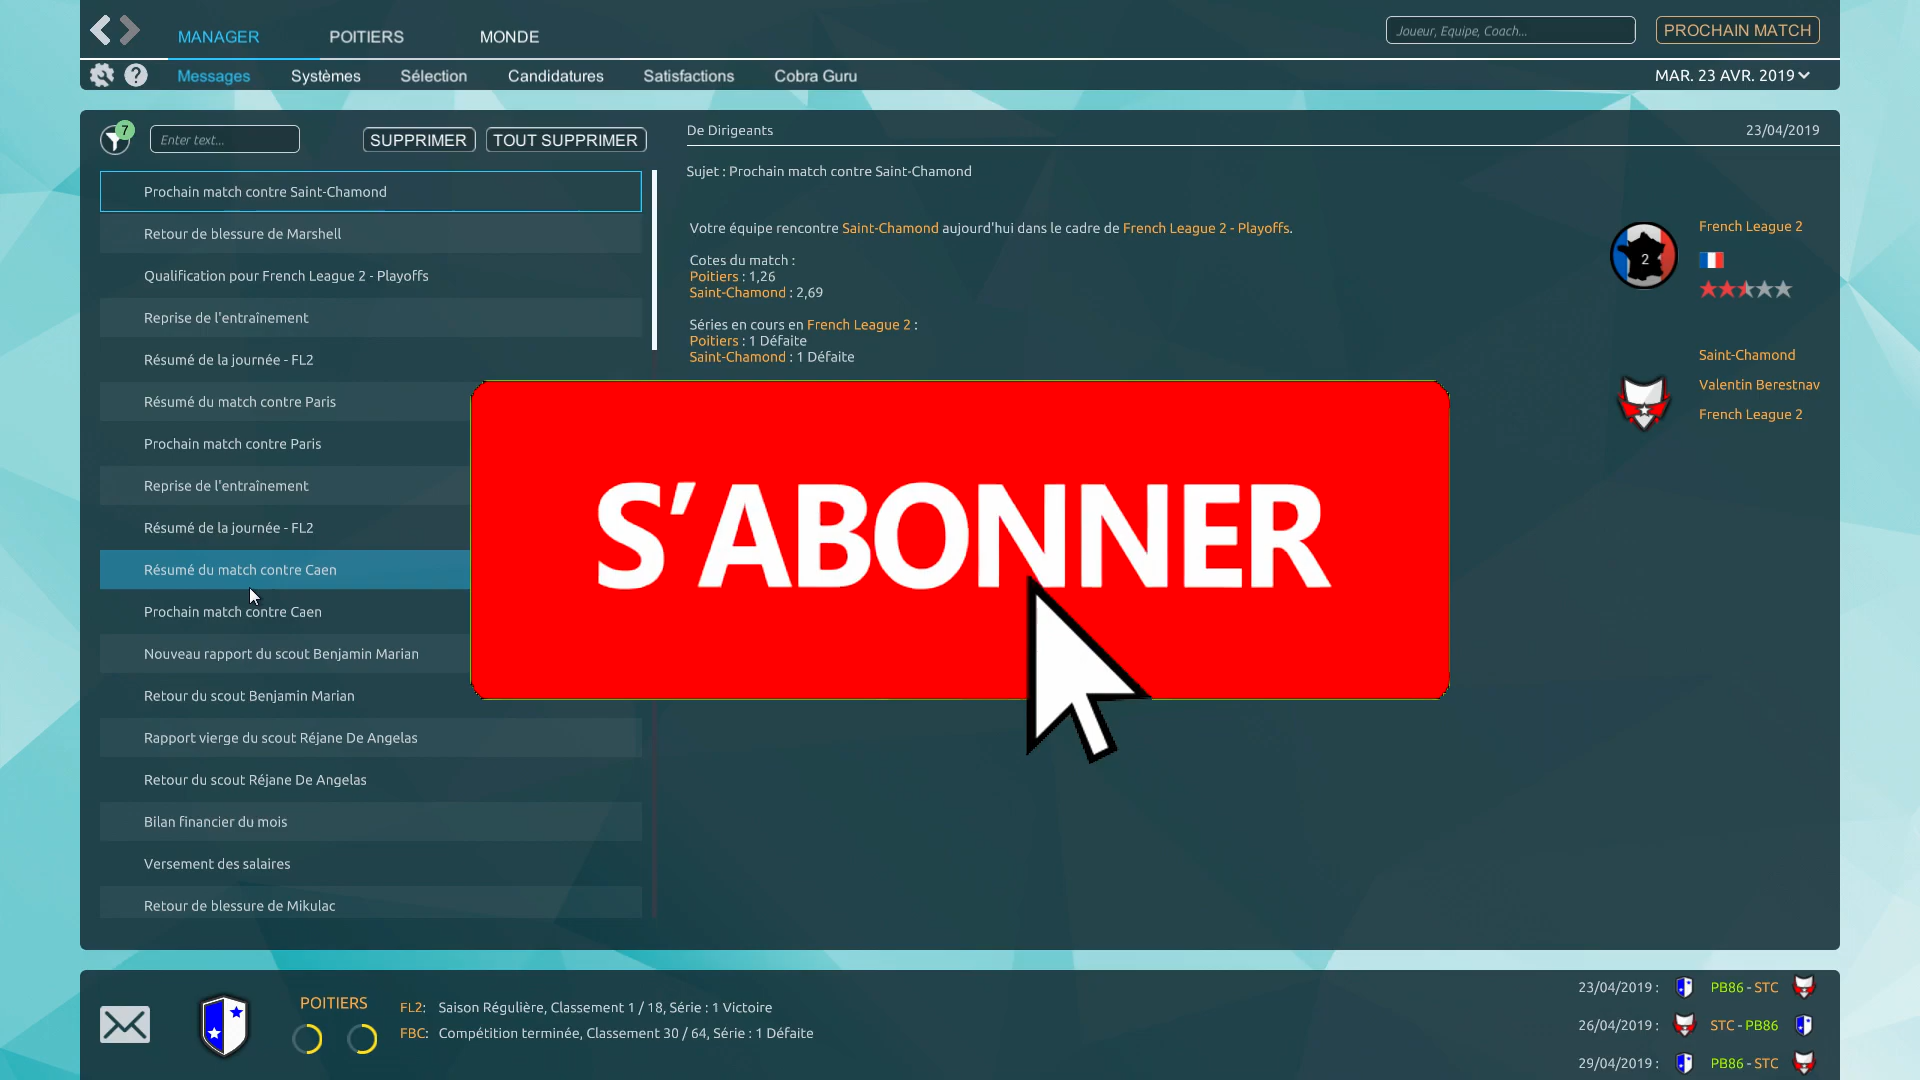 MANAGER
POITIERS
MONDE
Joueur, Equipe, Coach...
PROCHAIN MATCH
Messages
Systèmes
Sélection
Candidatures
Satisfactions
Cobra Guru
MAR. 23 AVR. 2019
7
Enter text...
SUPPRIMER
TOUT SUPPRIMER
Prochain match contre Saint-Chamond
Retour de blessure de Marshell
Qualification pour French League 2 - Playoffs
Reprise de l'entraînement
Résumé de la journée - FL2
Résumé du match contre Paris
Prochain match contre Paris
Reprise de l'entraînement
Résumé de la journée - FL2
Résumé du match contre Caen
Prochain match contre Caen
Nouveau rapport du scout Benjamin Marian
Retour du scout Benjamin Marian
Rapport vierge du scout Réjane De Angelas
Retour du scout Réjane De Angelas
Bilan financier du mois
Versement des salaires
Retour de blessure de Mikulac
De Dirigeants
23/04/2019
Sujet : Prochain match contre Saint-Chamond
Votre équipe rencontre Saint-Chamond aujourd'hui dans le cadre de French League 2 - Playoffs.
Cotes du match :
Poitiers : 1,26
Saint-Chamond : 2,69
Séries en cours en French League 2 :
Poitiers : 1 Défaite
Saint-Chamond : 1 Défaite
2
French League 2
Saint-Chamond
Valentin Berestnav
French League 2
S'ABONNER
POITIERS
FL2: Saison Régulière, Classement 1 / 18, Série : 1 Victoire
FBC: Compétition terminée, Classement 30 / 64, Série : 1 Défaite
23/04/2019 : PB86 - STC
26/04/2019 : STC - PB86
29/04/2019 : PB86 - STC